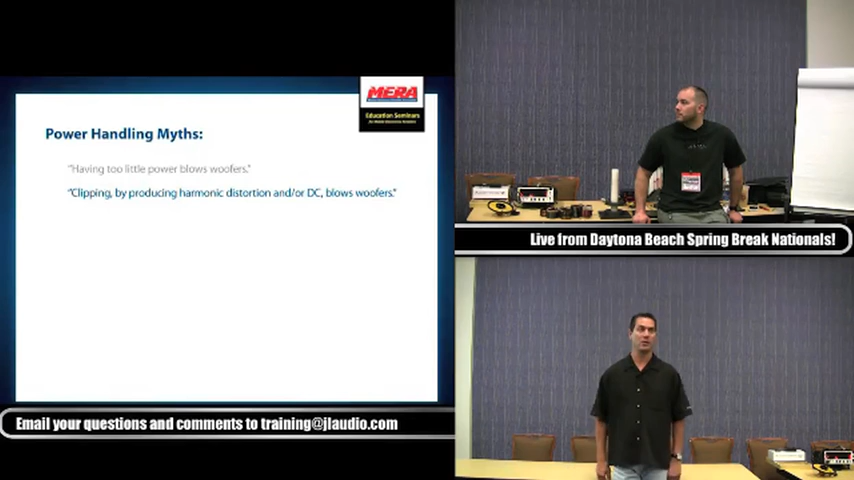 MERA
Education Seminars
Power Handling Myths:
"Having too little power blows woofers."
"Clipping, by producing harmonic distortion and/or DC, blows woofers."
Live from Daytona Beach Spring Break Nationals!
Email your questions and comments to training@jlaudio.com